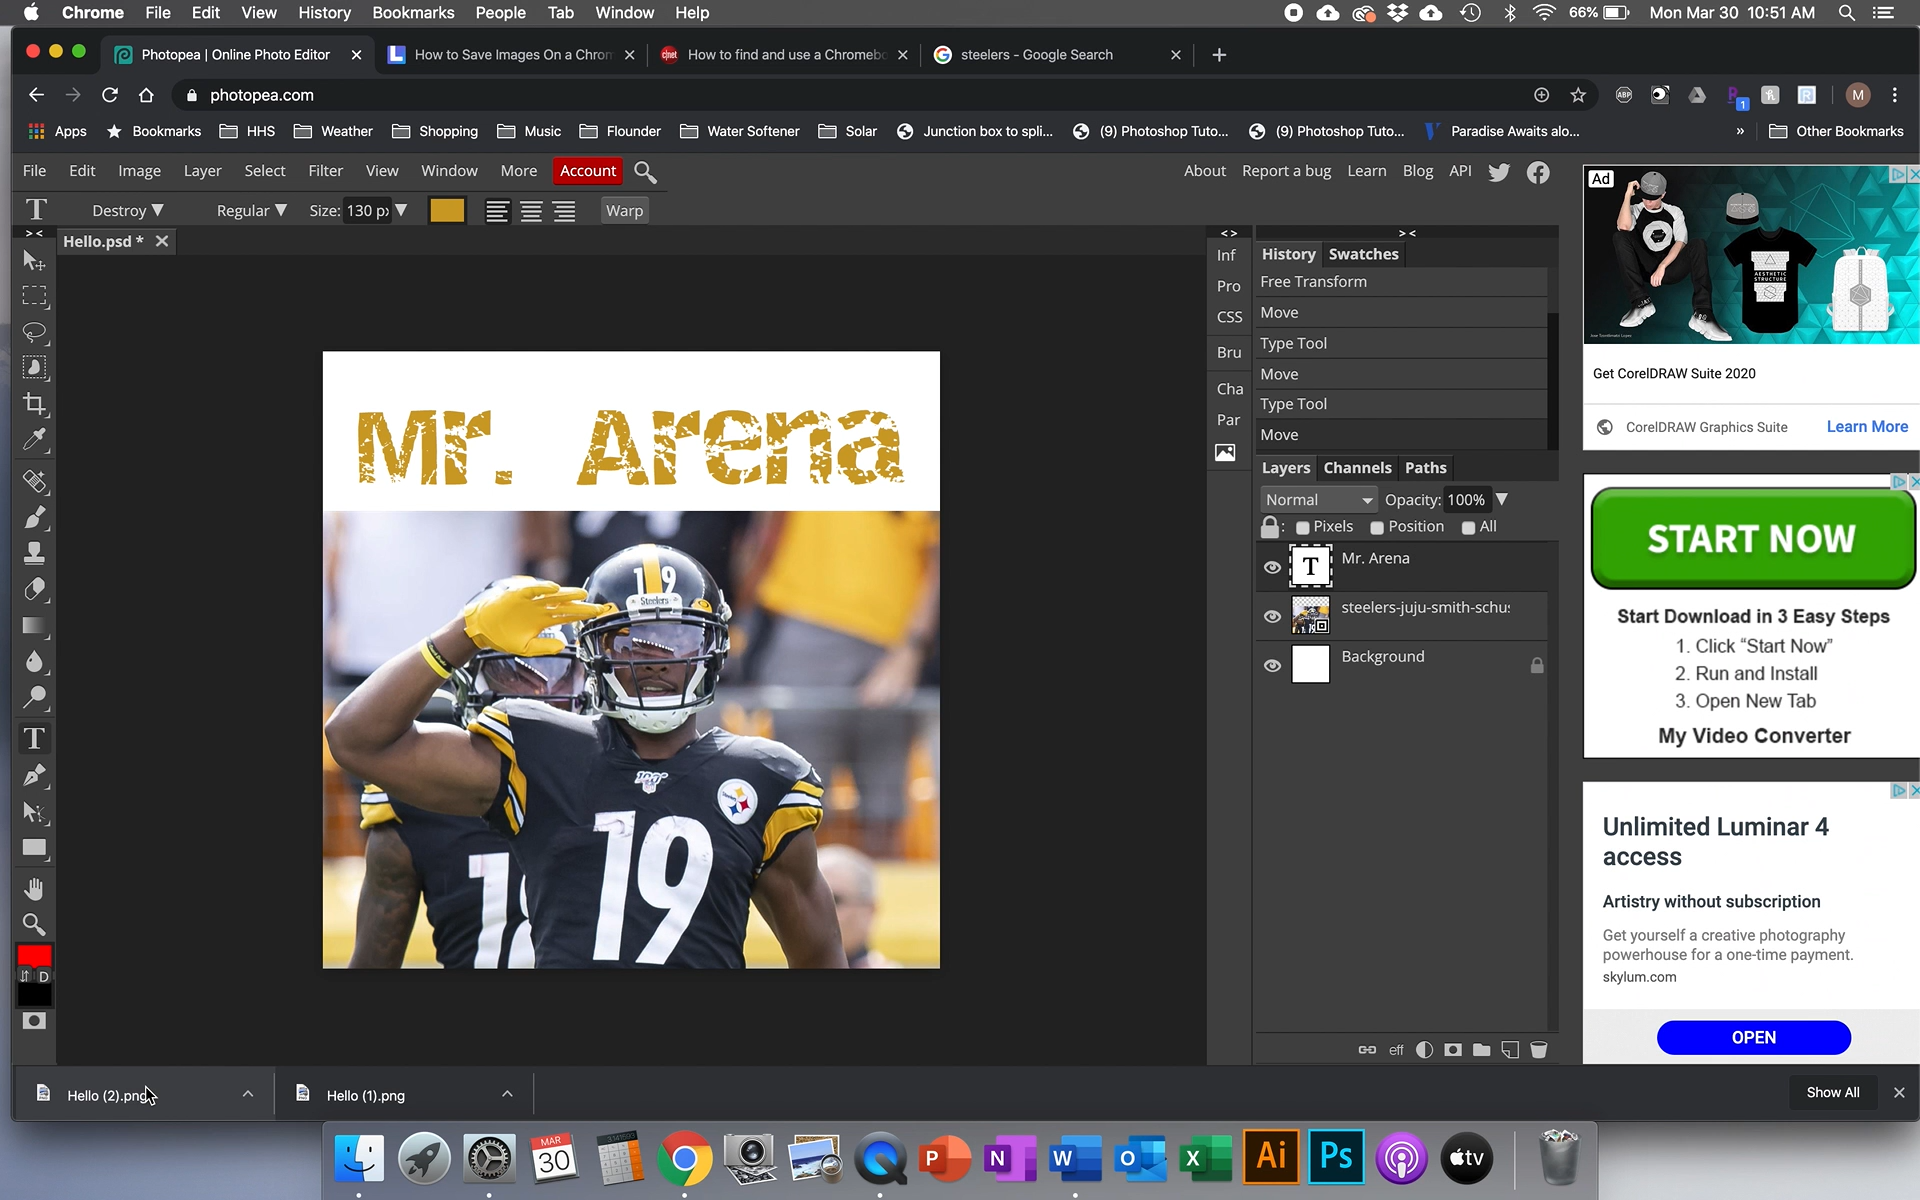 Chrome File Edit View History Bookmarks People Tab Window Help 66% Mon Mar 30 10:51 AM
Photopea | Online Photo Editor How to Save Images On a Chrom How to find and use a Chromebo steelers - Google Search
photopea.com
Apps Bookmarks HHS Weather Shopping Music Flounder Water Softener Solar Junction box to spli... (9) Photoshop Tuto... (9) Photoshop Tuto... Paradise Awaits alo... » Other Bookmarks
File Edit Image Layer Select Filter View Window More Account About Report a bug Learn Blog API
Destroy Regular Size: 130 px Warp
Hello.psd *
Inf
Pro
CSS
Bru
Cha
Par
History Swatches
Free Transform
Move
Type Tool
Move
Type Tool
Move
Layers Channels Paths
Normal Opacity: 100%
Pixels Position All
Mr. Arena
steelers-juju-smith-schus
Background
eff
Mr. Arena
19
Steelers
100
Steelers
19
Ad
AESTHETIC
STRUCTURE
Get CorelDRAW Suite 2020
CorelDRAW Graphics Suite Learn More
START NOW
Start Download in 3 Easy Steps
1. Click “Start Now”
2. Run and Install
3. Open New Tab
My Video Converter
Unlimited Luminar 4
access
Artistry without subscription
Get yourself a creative photography
powerhouse for a one-time payment.
skylum.com
OPEN
Hello (2).png Hello (1).png Show All
MAR
30
P N W O X Ai Ps tv